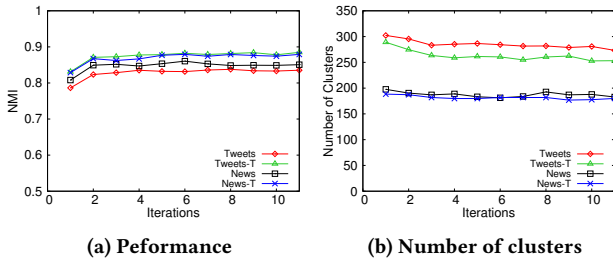 1
0.9
0.8
0.7
0.6
0.5
0 2 4 6 8 10
NMI
Iterations
Tweets
Tweets-T
News
News-T
(a) Peformance
350
300
250
200
150
100
50
0
0 2 4 6 8 10
Number of Clusters
Iterations
Tweets
Tweets-T
News
News-T
(b) Number of clusters